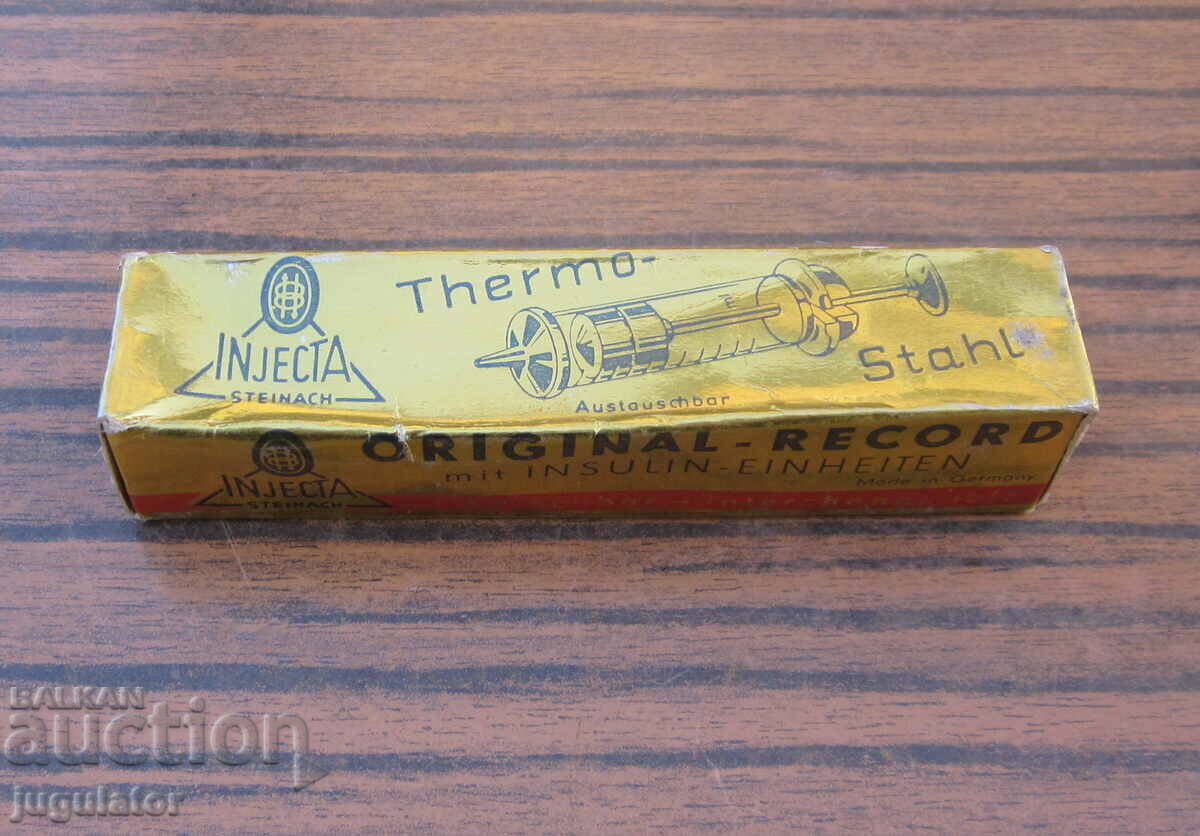 INJECTA
STEINACH
Thermo-
Stahl
Austauschbar
INJECTA
STEINACH
ORIGINAL-RECORD
mit INSULIN-EINHEITEN
Made in Germany
BALKAN
auction
jugulator